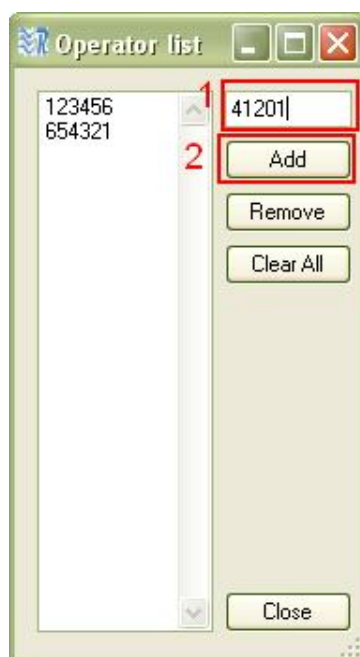 Operator list
123456
654321
1
41201
2
Add
Remove
Clear All
Close